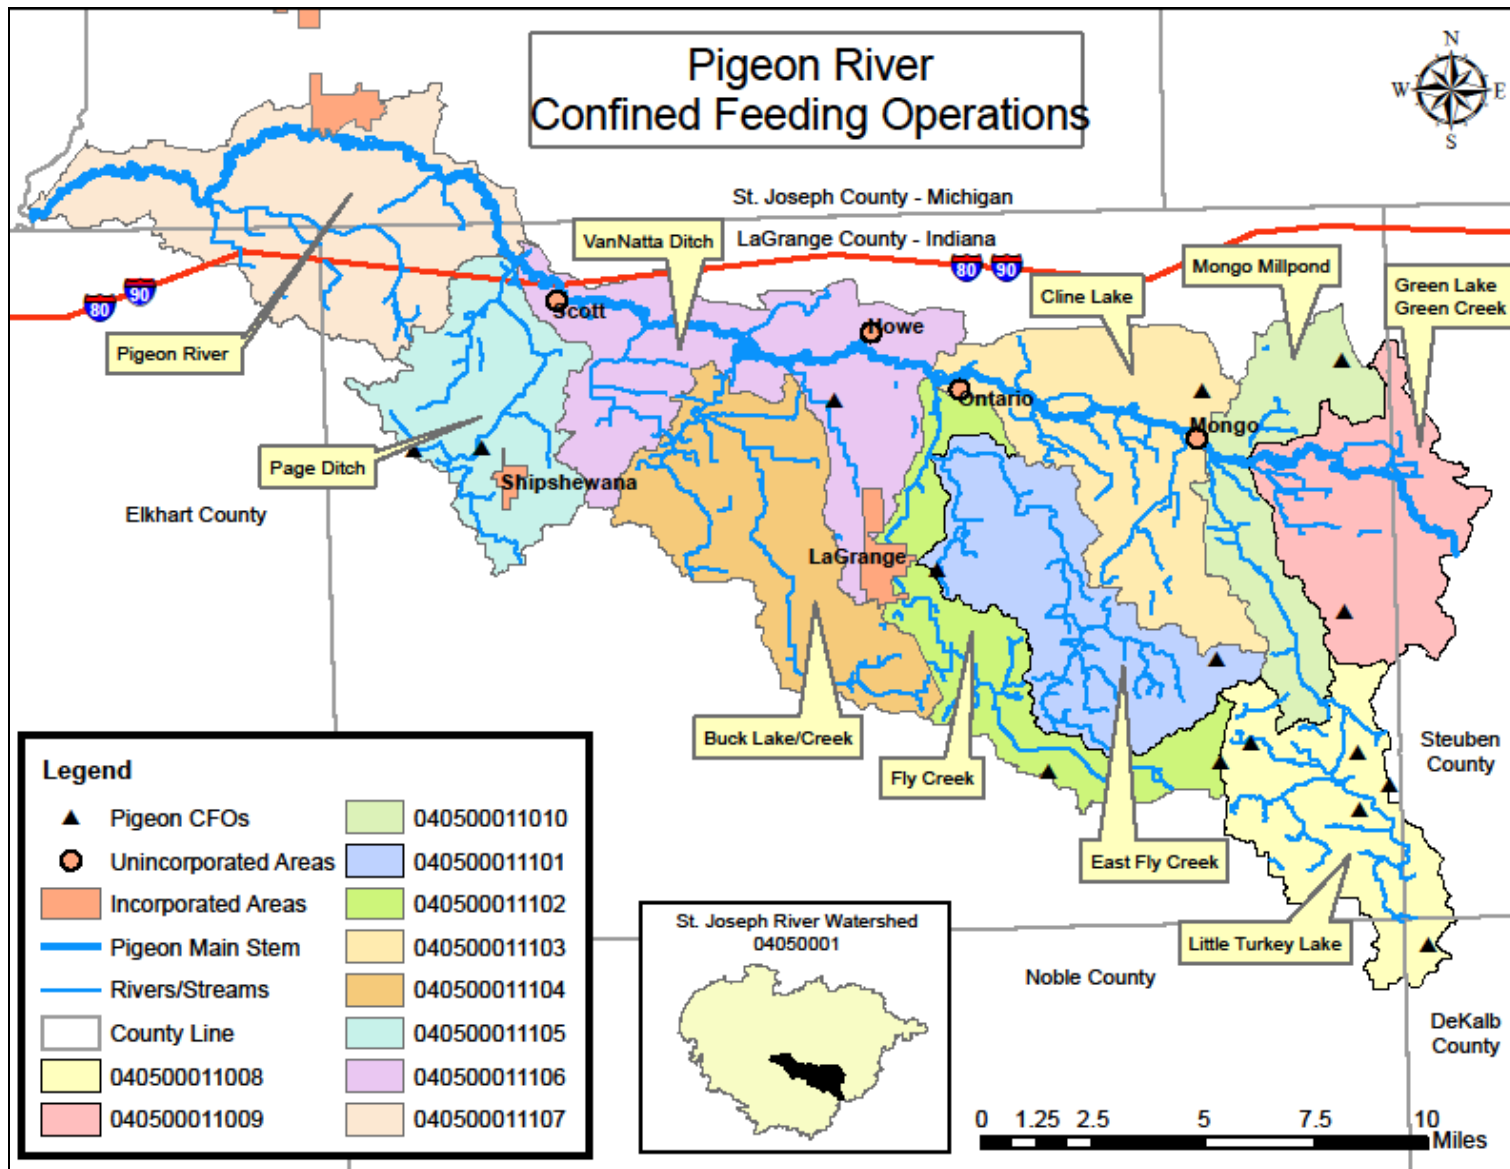 Pigeon River
Confined Feeding Operations
N
W
E
S
St. Joseph County - Michigan
LaGrange County - Indiana
VanNatta Ditch
80
90
80
90
Mongo Millpond
Cline Lake
Green Lake
Green Creek
Scott
Howe
Pigeon River
Ontario
Mongo
Page Ditch
Shipshewana
Elkhart County
LaGrange
Buck Lake/Creek
Fly Creek
Steuben
County
East Fly Creek
Little Turkey Lake
Noble County
DeKalb
County
Legend
Pigeon CFOs
Unincorporated Areas
Incorporated Areas
Pigeon Main Stem
Rivers/Streams
County Line
040500011008
040500011009
040500011010
040500011101
040500011102
040500011103
040500011104
040500011105
040500011106
040500011107
St. Joseph River Watershed
04050001
0 1.25 2.5 5 7.5 10
Miles